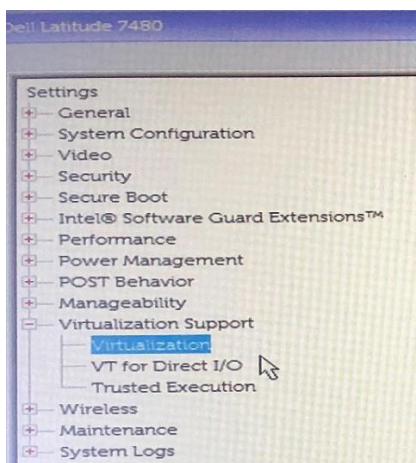 Dell Latitude 7480
Settings
General
System Configuration
Video
Security
Secure Boot
Intel® Software Guard Extensions™
Performance
Power Management
POST Behavior
Manageability
Virtualization Support
Virtualization
VT for Direct I/O
Trusted Execution
Wireless
Maintenance
System Logs